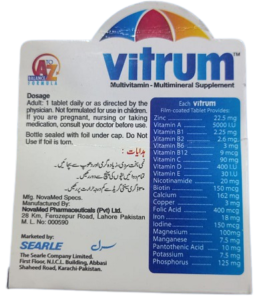 A to Z
FORMULA
vitrum
Multivitamin - Multimineral Supplement
Dosage
Adult: 1 tablet daily or as directed by the
physician. Not formulated for use in children.
If you are pregnant, nursing or taking
medication, consult your doctor before use.
Bottle sealed with foil under cap. Do Not
Use if foil is torn.
ہدایات:
Mfg. NovaMed Specs.
Manufactured By:
NovaMed Pharmaceuticals (Pvt) Ltd.
28 Km, Ferozepur Road, Lahore Pakistan
M. L. No: 000590
Marketed by:
SEARLE سرل
The Searle Company Limited.
First Floor, N.I.C.L. Building, Abbasi
Shaheed Road, Karachi-Pakistan.
Each vitrum
Film-coated Tablet Provides:
Zinc 22.5 mg
Vitamin A 5000 I.U
Vitamin B1 2.25 mg
Vitamin B2 2.6 mg
Vitamin B6 3 mg
Vitamin B12 9 mcg
Vitamin C 90 mg
Vitamin D 400 I.U
Vitamin E 30 I.U
Nicotinamide 20 mg
Biotin 150 mcg
Calcium 162 mg
Copper 3 mg
Folic Acid 400 mcg
Iron 18 mg
Iodine 150 mcg
Magnesium 100 mg
Manganese 7.5 mg
Pantothenic Acid 10 mg
Potassium 7.5 mg
Phosphorus 125 mg